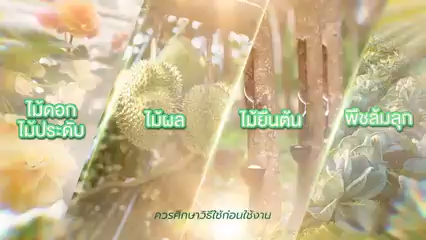 ไม้ดอก
ไม้ประดับ
ไม้ผล
ไม้ยืนต้น
พืชล้มลุก
ควรศึกษาวิธีใช้ก่อนใช้งาน